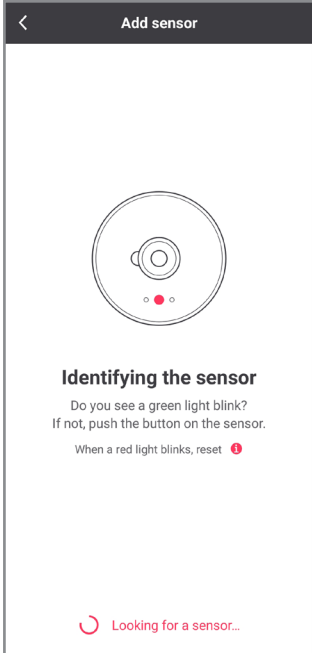 Add sensor
Identifying the sensor
Do you see a green light blink?
If not, push the button on the sensor.
When a red light blinks, reset
Looking for a sensor...